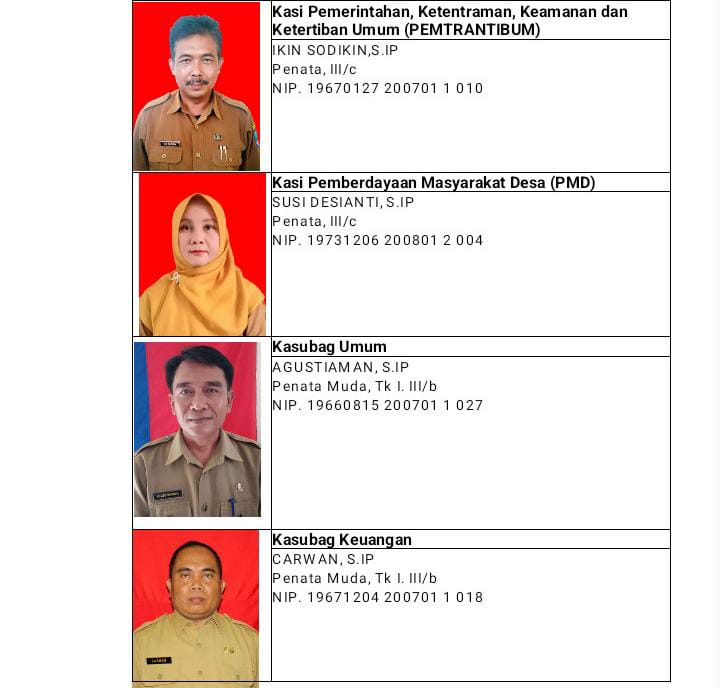 Kasi Pemerintahan, Ketentraman, Keamanan dan
Ketertiban Umum (PEMTRANTIBUM)
IKIN SODIKIN,S.IP
Penata, III/c
NIP. 19670127 200701 1 010
Kasi Pemberdayaan Masyarakat Desa (PMD)
SUSI DESIANTI, S.IP
Penata, III/c
NIP. 19731206 200801 2 004
Kasubag Umum
AGUSTIAMAN, S.IP
Penata Muda, Tk I. III/b
NIP. 19660815 200701 1 027
Kasubag Keuangan
CARWAN, S.IP
Penata Muda, Tk I. III/b
NIP. 19671204 200701 1 018